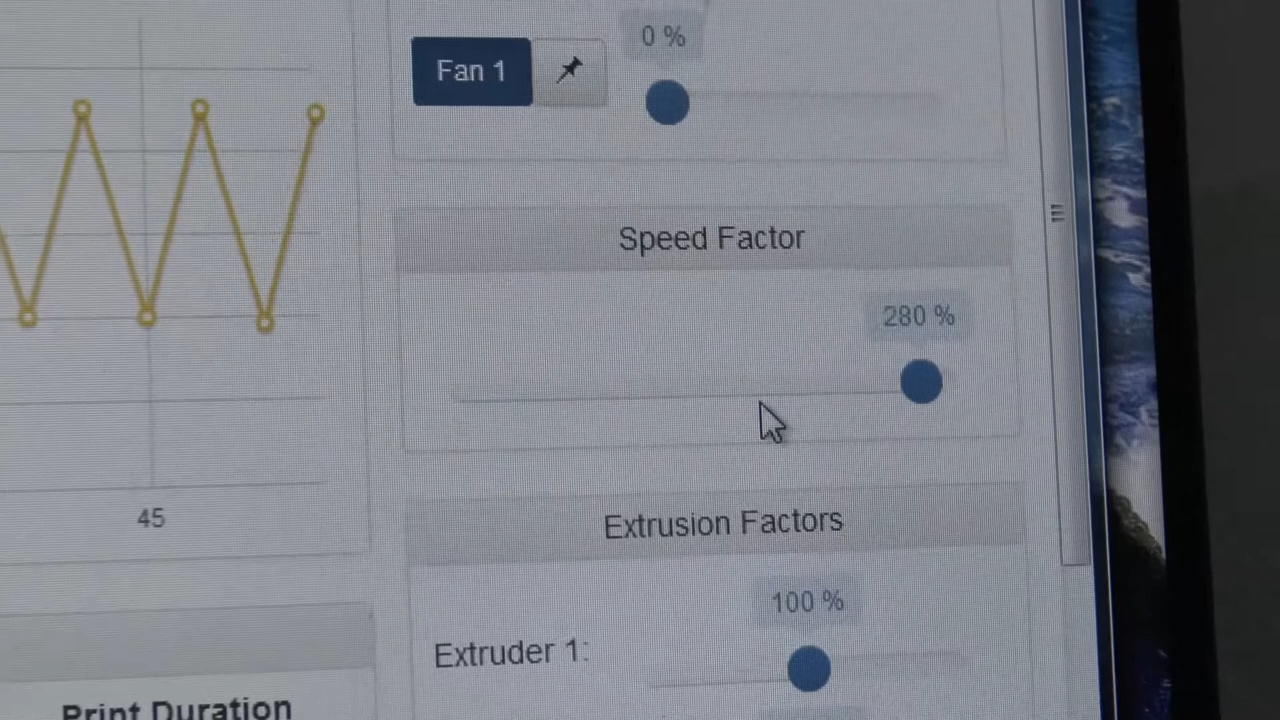 0 %
Fan 1
Speed Factor
280 %
45
Extrusion Factors
100 %
Extruder 1:
Print Duration